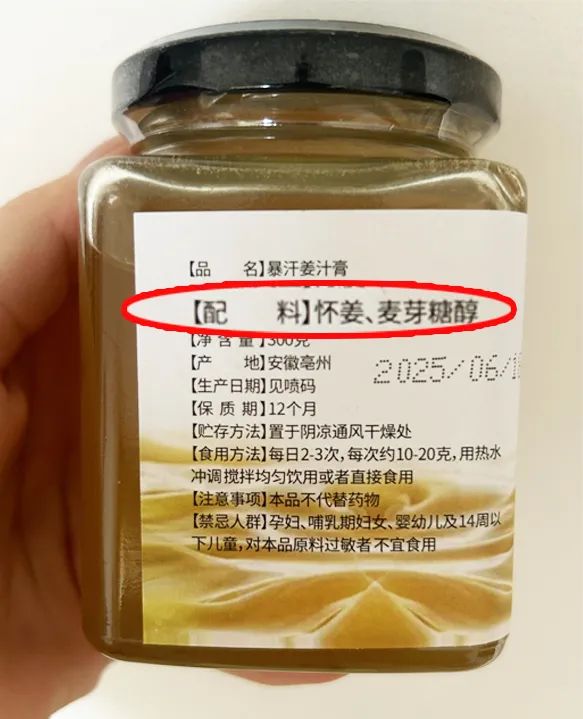 【品 名】暴汗姜汁膏
【配 料】怀姜、麦芽糖醇
【净 含 量】300克
【产 地】安徽亳州
2025/06/1
【生产日期】见喷码
【保 质 期】12个月
【贮存方法】置于阴凉通风干燥处
【食用方法】每日2-3次，每次约10-20克，用热水
冲调搅拌均匀饮用或者直接食用
【注意事项】本品不代替药物
【禁忌人群】孕妇、哺乳期妇女、婴幼儿及14周以
下儿童，对本品原料过敏者不宜食用